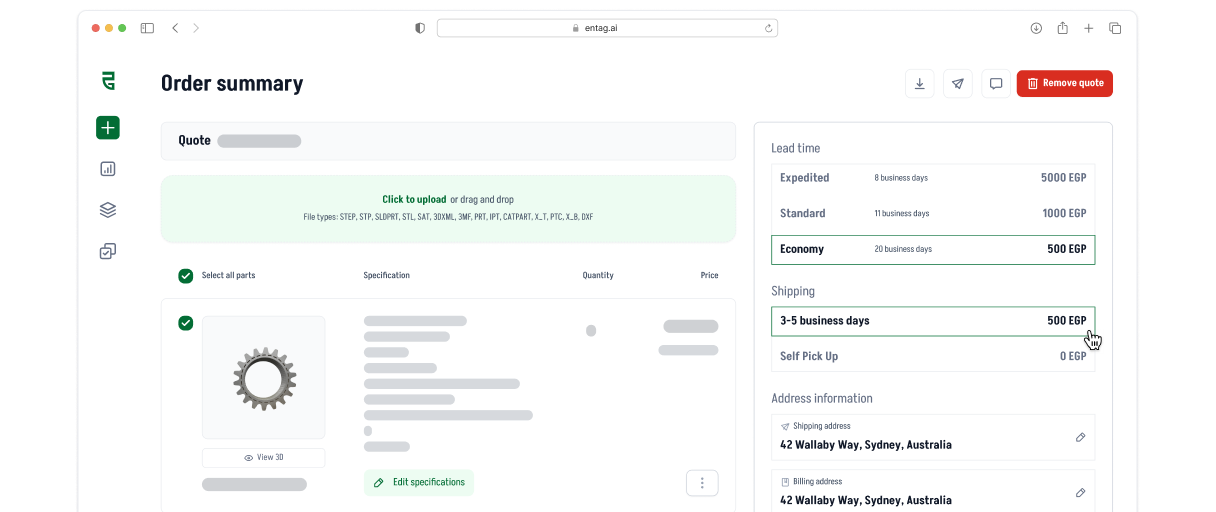 entag.ai
Order summary
Remove quote
Quote
Click to upload or drag and drop
File types: STEP, STP, SLDPRT, STL, SAT, 3DXML, 3MF, PRT, IPT, CATPART, X_T, PTC, X_B, DXF
Select all parts Specification Quantity Price
View 3D
Edit specifications
Lead time
Expedited 8 business days 5000 EGP
Standard 11 business days 1000 EGP
Economy 20 business days 500 EGP
Shipping
3-5 business days 500 EGP
Self Pick Up 0 EGP
Address information
Shipping address
42 Wallaby Way, Sydney, Australia
Billing address
42 Wallaby Way, Sydney, Australia